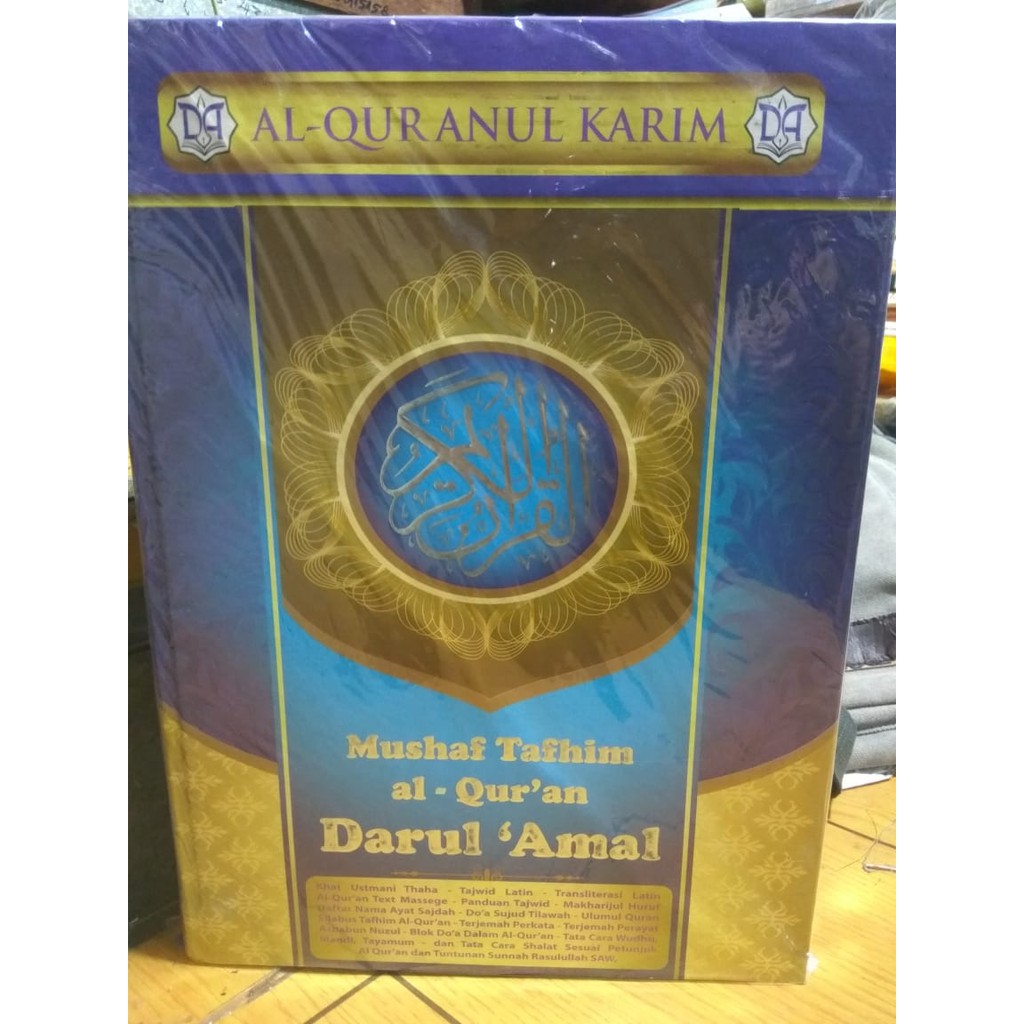 DA AL-QURANUL KARIM DA
القرآن الكريم
Mushaf Tafhim
al - Qur'an
Darul 'Amal
Khat Ustmani Thaha - Tajwid Latin - Transliterasi Latin
Al-Qur'an Text Massege - Panduan Tajwid - Makharijul Huruf
Daftar Nama Ayat Sajdah - Do'a Sujud Tilawah - Ulumul Quran
Silabus Tafhim Al-Qur'an - Terjemah Perkata - Terjemah Perayat
Asbabun Nuzul - Blok Do'a Dalam Al-Qur'an - Tata Cara Wudhu,
Mandi, Tayamum - dan Tata Cara Shalat Sesuai Petunjuk
Al Qur'an dan Tuntunan Sunnah Rasulullah SAW,